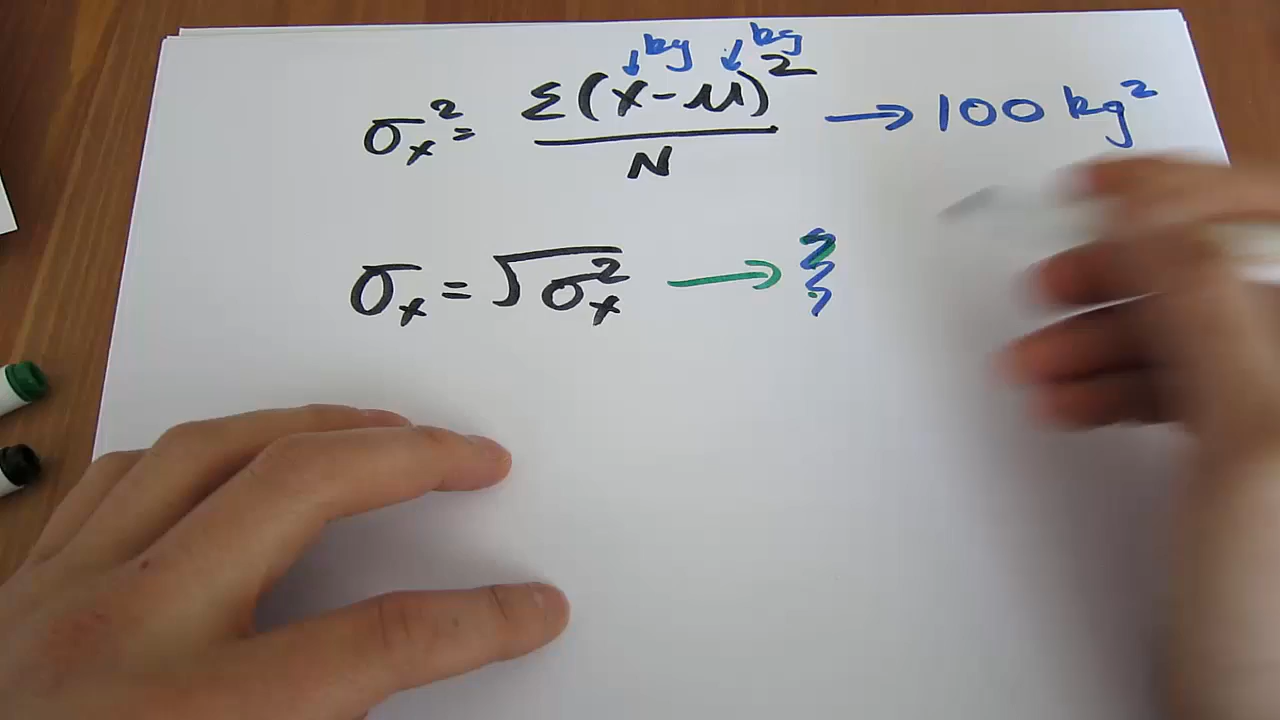 kg kg
σₓ² = Σ(x-μ)² / N → 100 kg²
σₓ = √σₓ² →